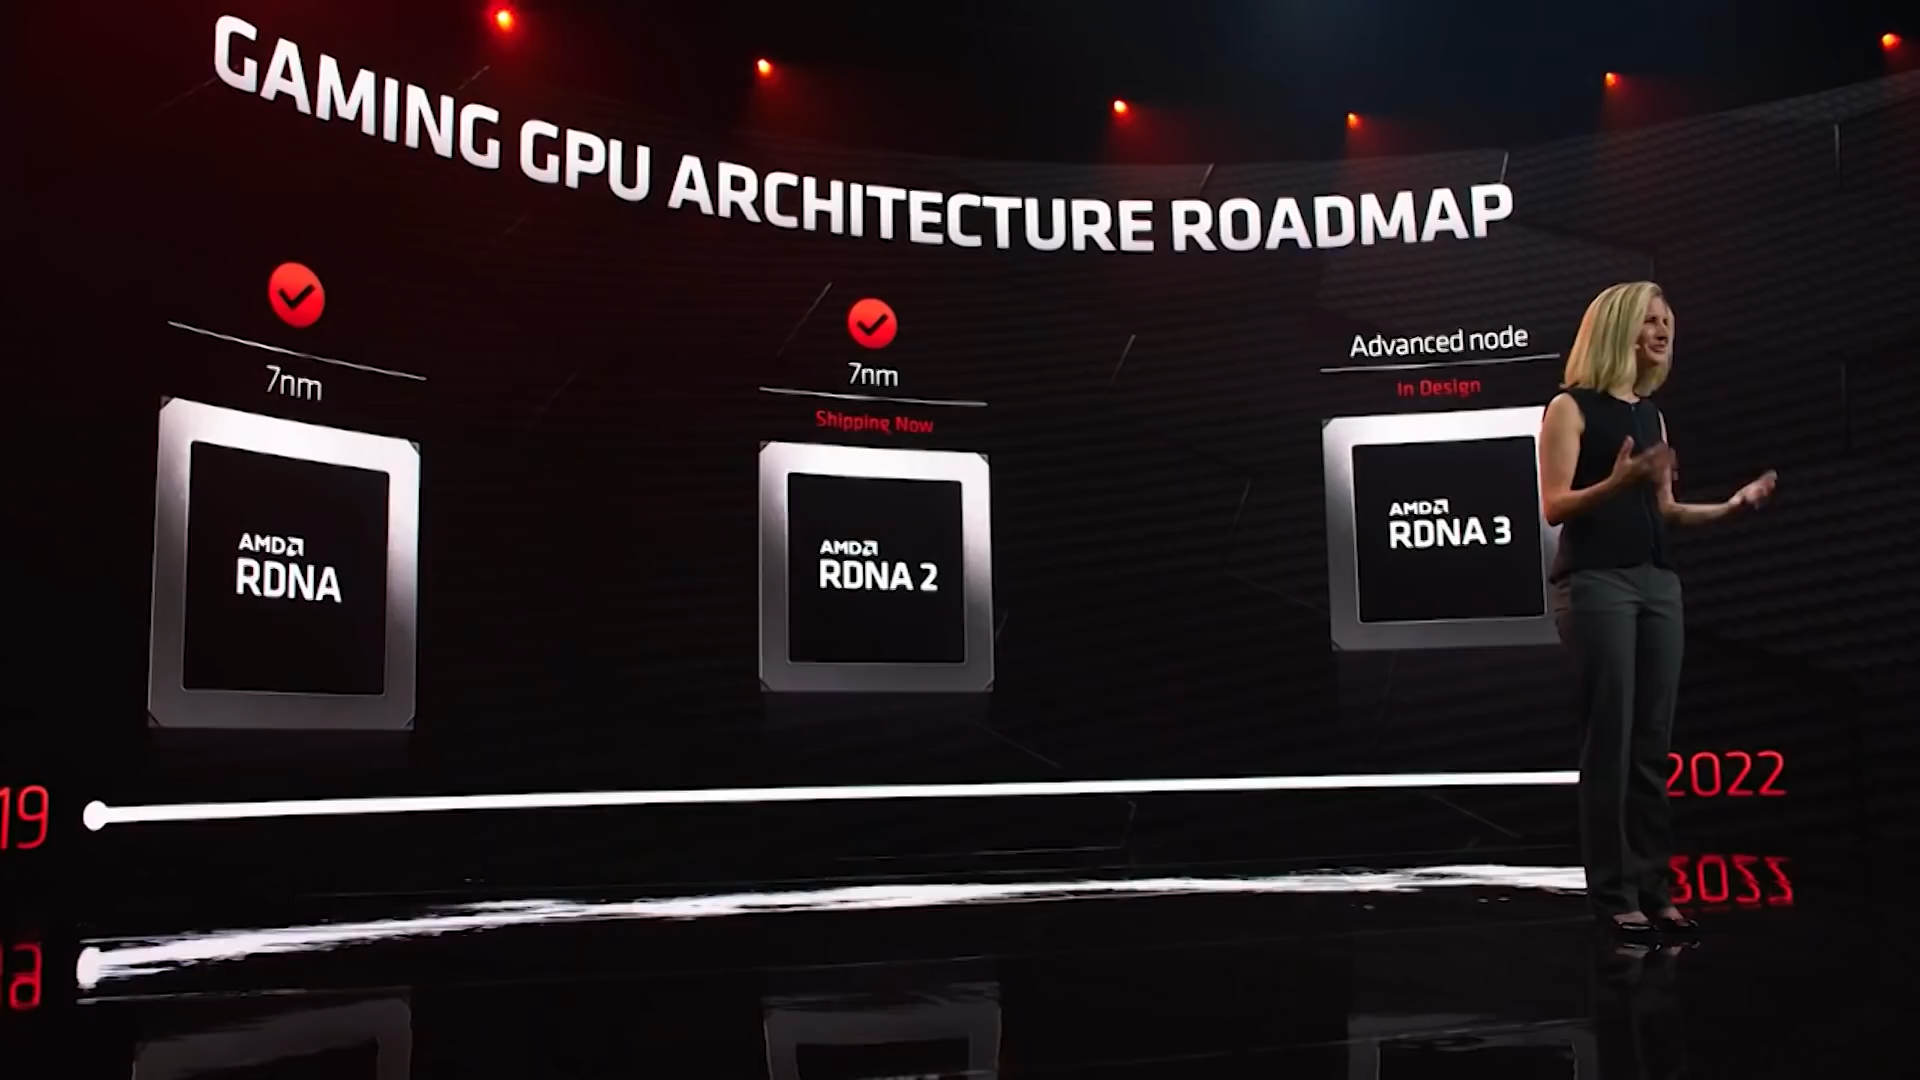 GAMING GPU ARCHITECTURE ROADMAP
7nm
AMD
RDNA
7nm
Shipping Now
AMD
RDNA 2
Advanced node
In Design
AMD
RDNA 3
19
2022